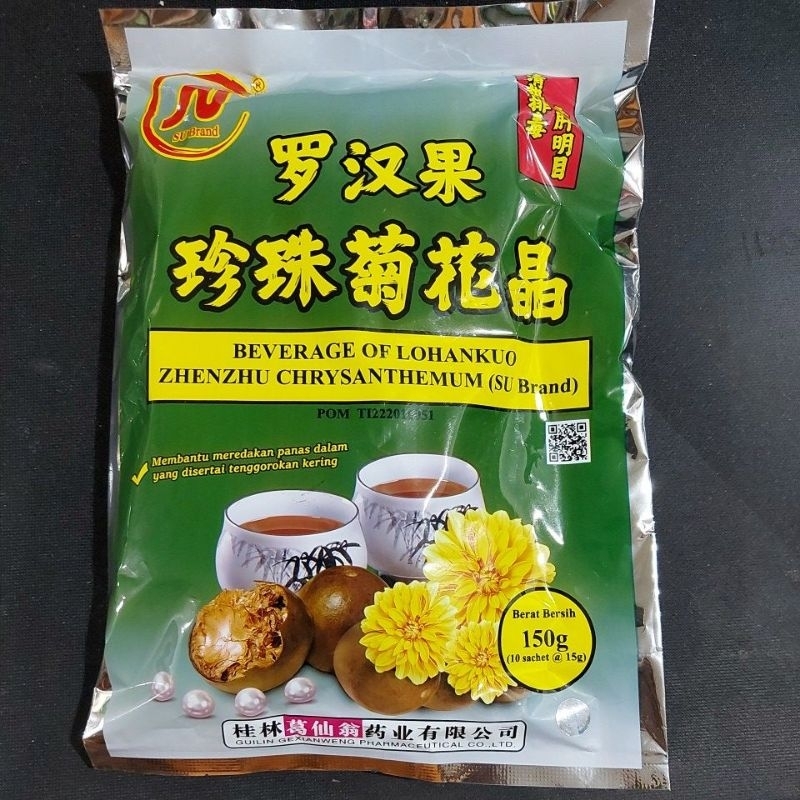 SU Brand
®
清热排毒
肝明目
罗汉果
珍珠菊花晶
BEVERAGE OF LOHANKUO
ZHENZHU CHRYSANTHEMUM (SU Brand)
POM
Membantu meredakan panas dalam
yang disertai tenggorokan kering
Berat Bersih
150g
(10 sachet @ 15g)
桂林葛仙翁药业有限公司
GUILIN GEXIANWENG PHARMACEUTICAL CO.,LTD.